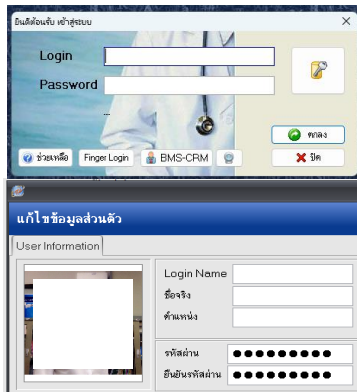 ยินดีต้อนรับ เข้าสู่ระบบ
Login
Password
ตกลง
ช่วยเหลือ Finger Login BMS-CRM ปิด
แก้ไขข้อมูลส่วนตัว
User Information
Login Name
ชื่อจริง
ตำแหน่ง
รหัสผ่าน ●●●●●●●●●
ยืนยันรหัสผ่าน ●●●●●●●●●